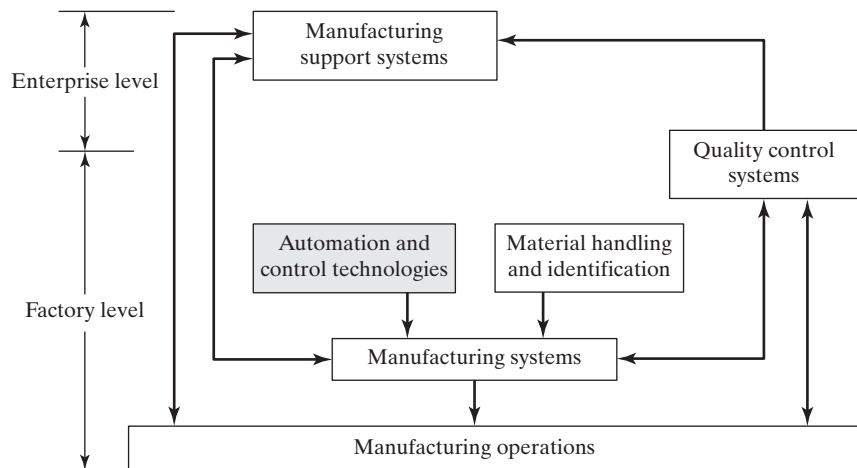 Manufacturing
support systems
Enterprise level
Quality control
systems
Automation and
control technologies
Material handling
and identification
Factory level
Manufacturing systems
Manufacturing operations